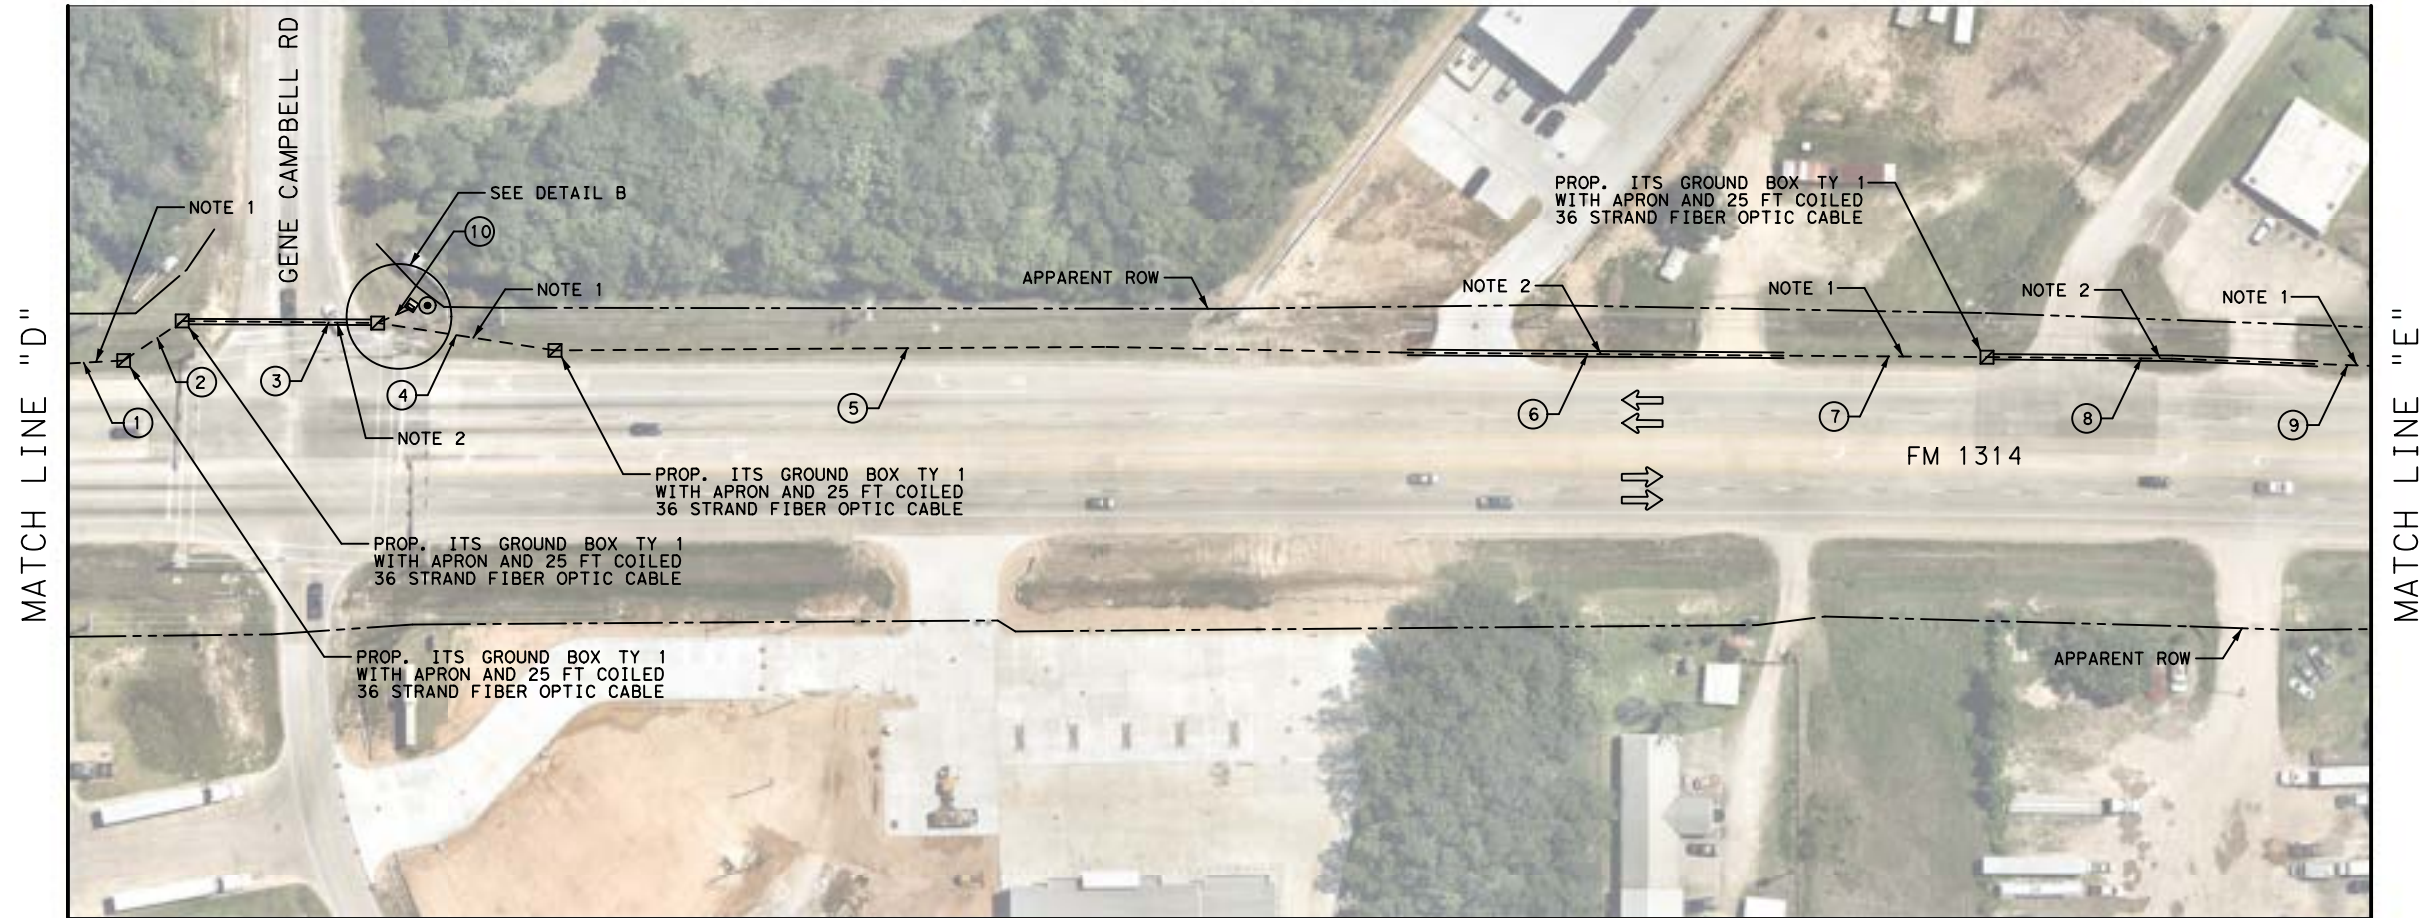 MATCH LINE "D"
GENE CAMPBELL RD
NOTE 1
SEE DETAIL B
10
NOTE 1
APPARENT ROW
PROP. ITS GROUND BOX TY 1
WITH APRON AND 25 FT COILED
36 STRAND FIBER OPTIC CABLE
NOTE 2
NOTE 1
NOTE 2
NOTE 1
1
2
3
4
5
6
7
8
9
NOTE 2
FM 1314
PROP. ITS GROUND BOX TY 1
WITH APRON AND 25 FT COILED
36 STRAND FIBER OPTIC CABLE
PROP. ITS GROUND BOX TY 1
WITH APRON AND 25 FT COILED
36 STRAND FIBER OPTIC CABLE
PROP. ITS GROUND BOX TY 1
WITH APRON AND 25 FT COILED
36 STRAND FIBER OPTIC CABLE
APPARENT ROW
MATCH LINE "E"